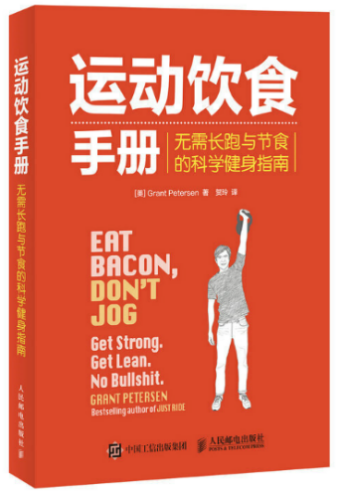 运动饮食
手册
无需长跑与节食
的科学健身指南
[美] Grant Petersen 著 贺玲 译
EAT
BACON,
DON'T
JOG
Get Strong.
Get Lean.
No Bullshit.
GRANT PETERSEN
Bestselling author of JUST RIDE
中国工信出版集团
人民邮电出版社
运动饮食手册
无需长跑与节食的科学健身指南
人民邮电出版社